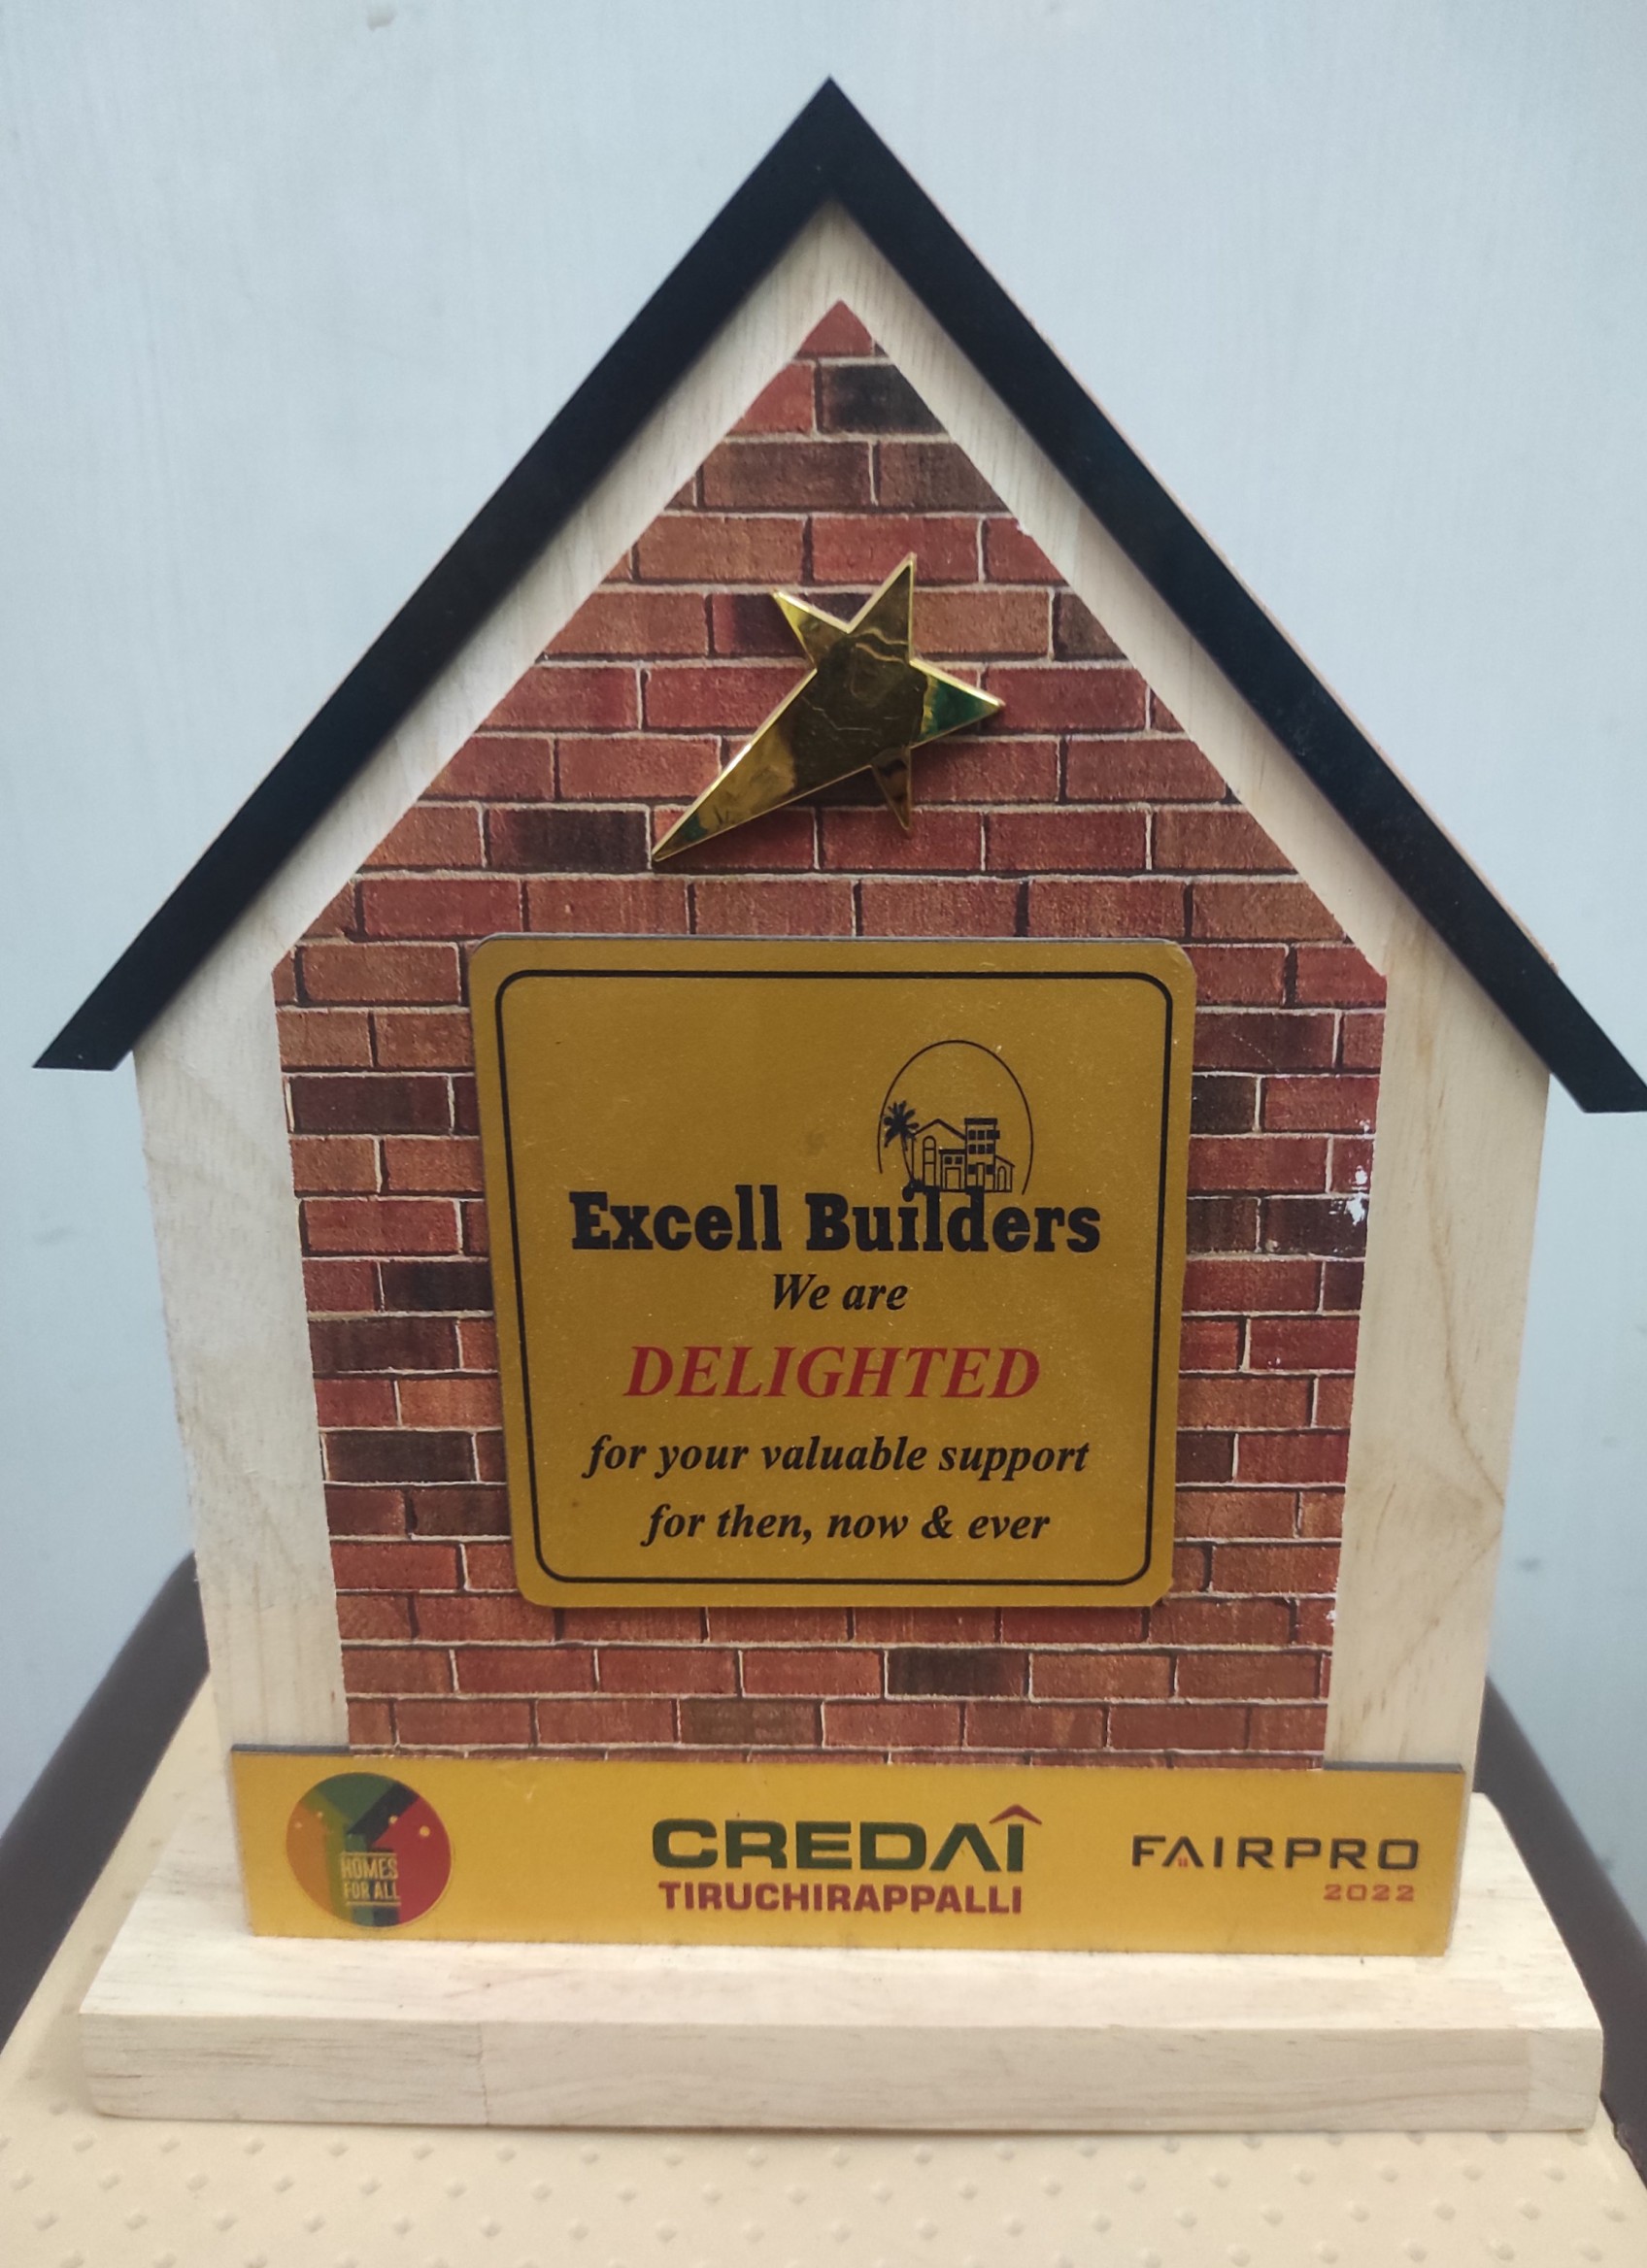 Excell Builders
We are
DELIGHTED
for your valuable support
for then, now & ever
HOMES
FOR ALL
CREDAI
TIRUCHIRAPPALLI
FAIRPRO
2022